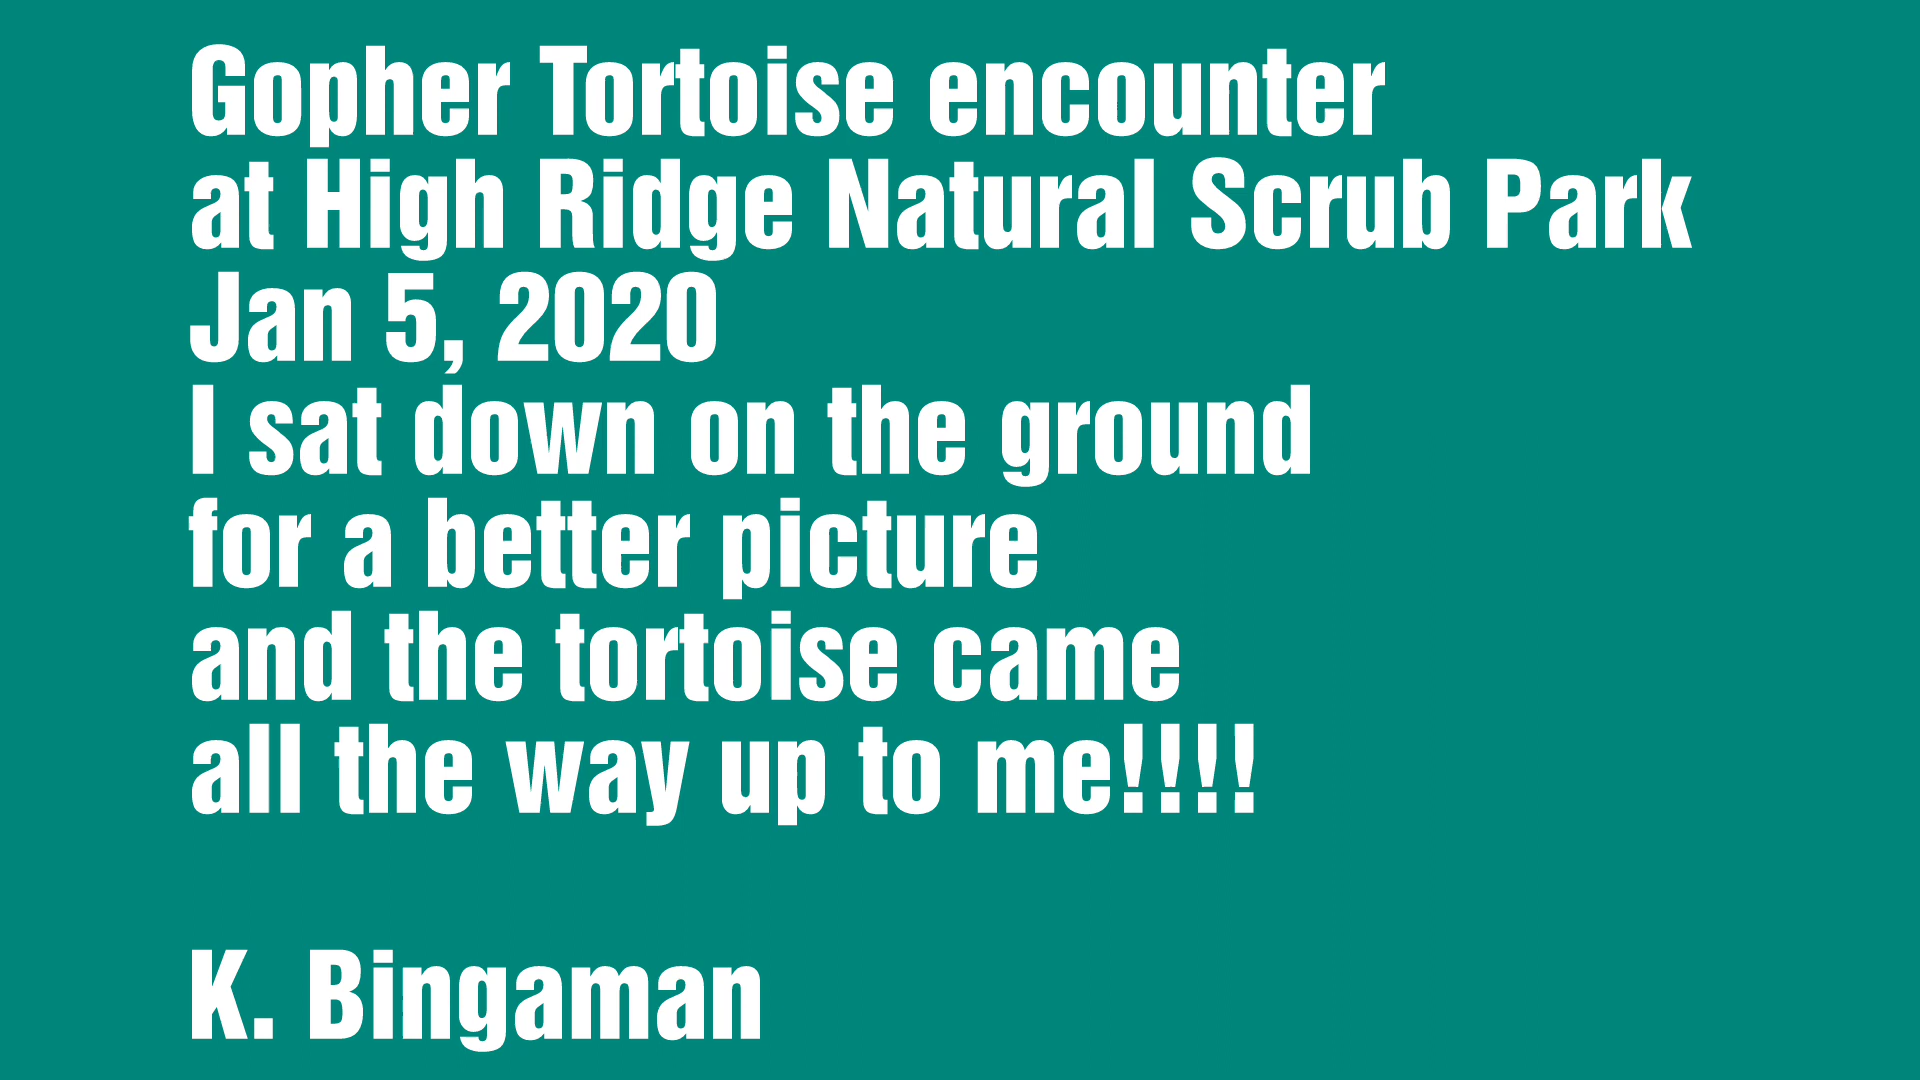 Gopher Tortoise encounter
at High Ridge Natural Scrub Park
Jan 5, 2020
I sat down on the ground
for a better picture
and the tortoise came
all the way up to me!!!!
K. Bingaman